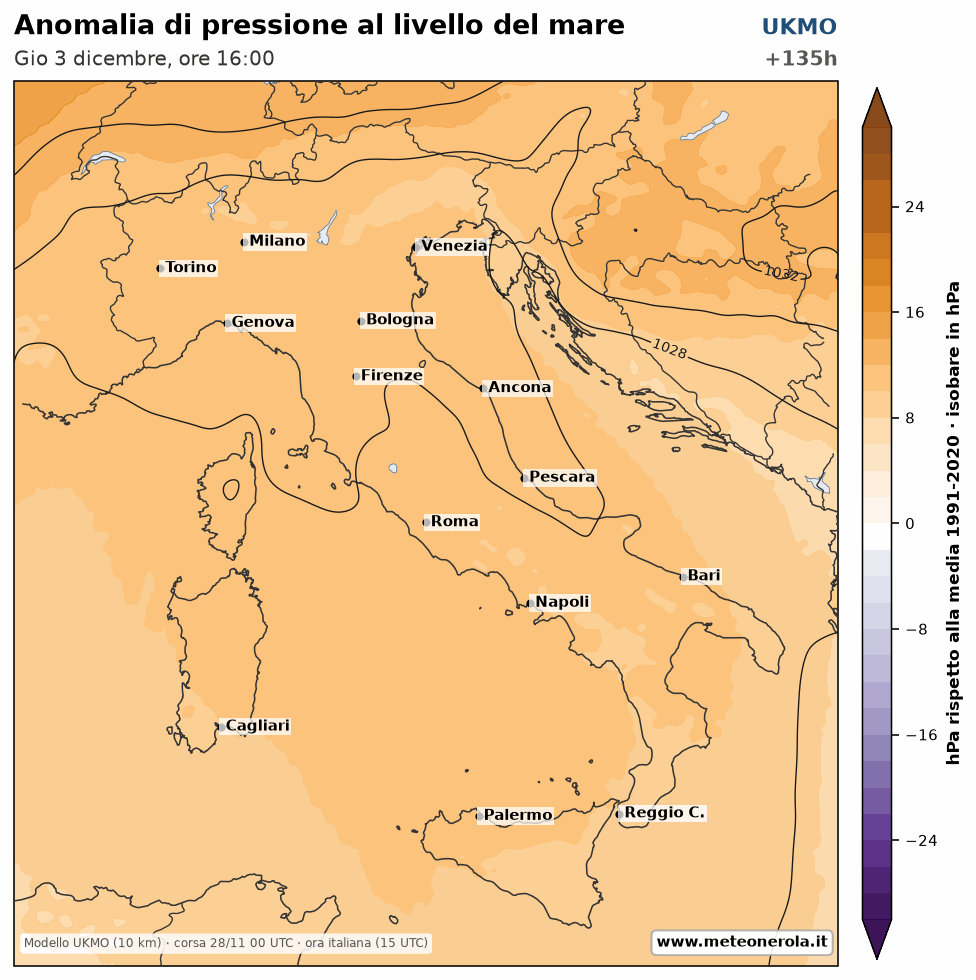 Anomalia di pressione al livello del mare
UKMO
Gio 3 dicembre, ore 16:00
+135h
Milano
Venezia
Torino
Genova
Bologna
Firenze
Ancona
Pescara
Roma
Bari
Napoli
Cagliari
Palermo
Reggio C.
1032
1028
24
16
8
0
−8
−16
−24
hPa rispetto alla media 1991-2020 · isobare in hPa
Modello UKMO (10 km) · corsa 28/11 00 UTC · ora italiana (15 UTC)
www.meteonerola.it